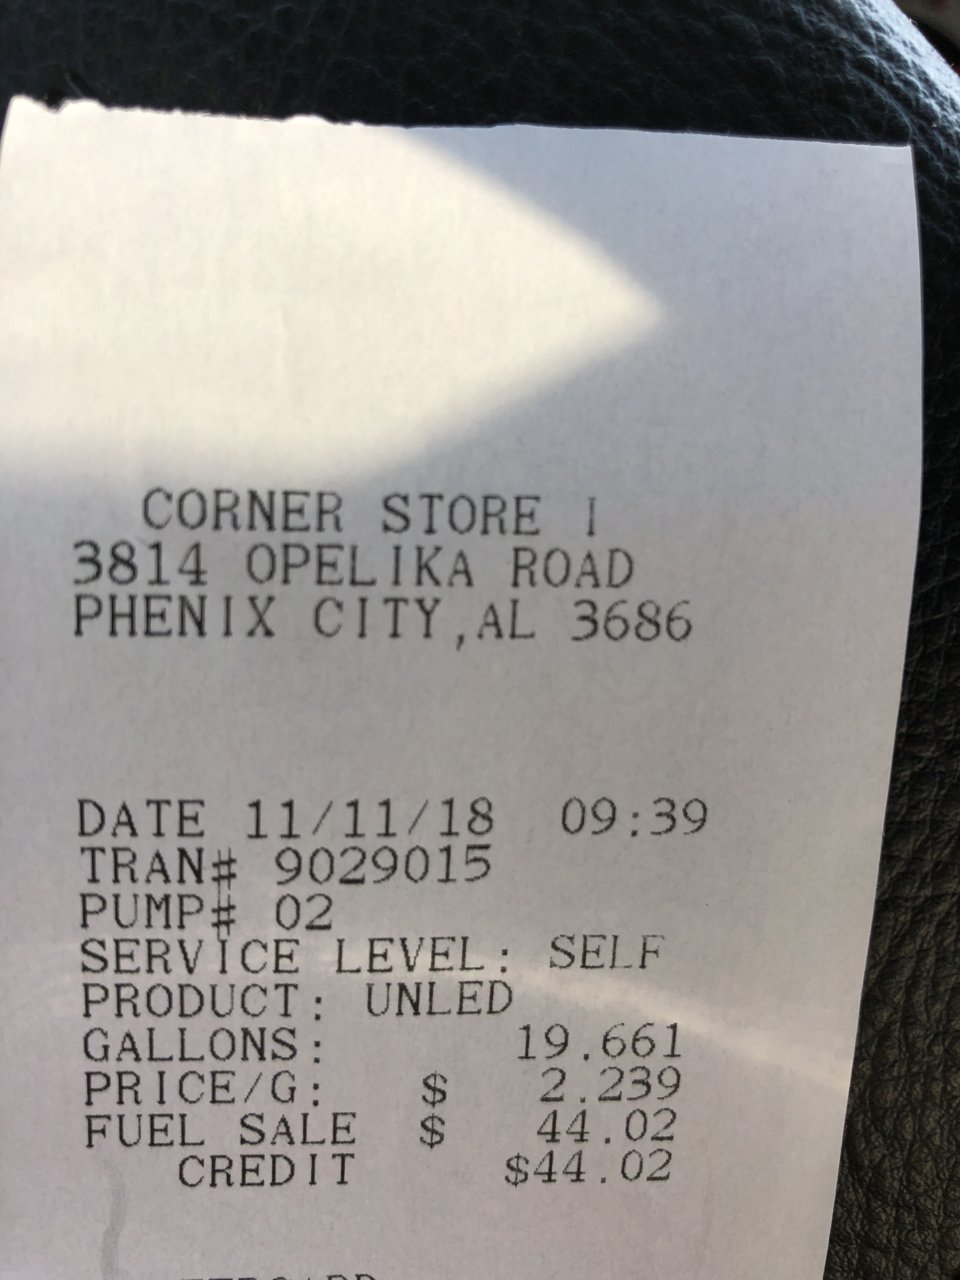 CORNER STORE I
3814 OPELIKA ROAD
PHENIX CITY,AL 3686
DATE 11/11/18 09:39
TRAN# 9029015
PUMP# 02
SERVICE LEVEL: SELF
PRODUCT: UNLED
GALLONS: 19.661
PRICE/G: $ 2.239
FUEL SALE $ 44.02
CREDIT $44.02